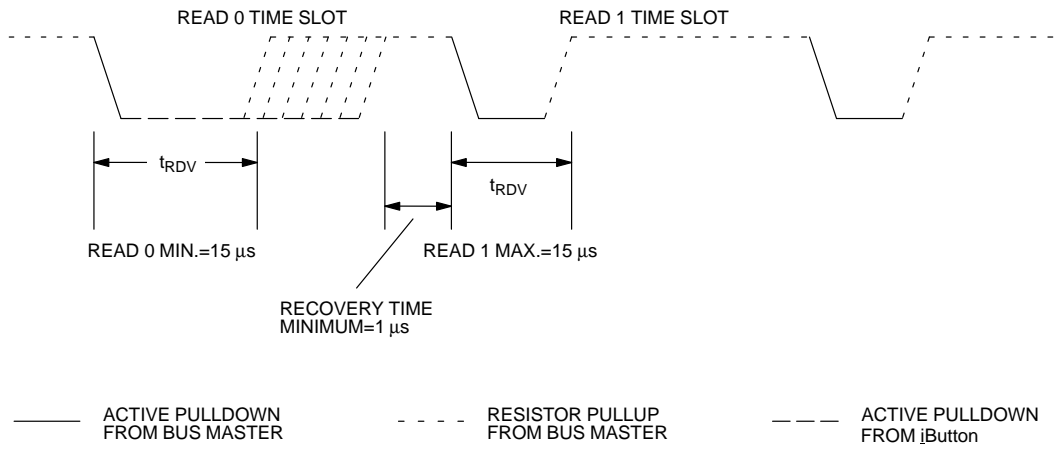 READ 0 TIME SLOT
READ 1 TIME SLOT
tRDV
tRDV
READ 0 MIN.=15 μs
READ 1 MAX.=15 μs
RECOVERY TIME
MINIMUM=1 μs
ACTIVE PULLDOWN
FROM BUS MASTER
RESISTOR PULLUP
FROM BUS MASTER
ACTIVE PULLDOWN
FROM iButton